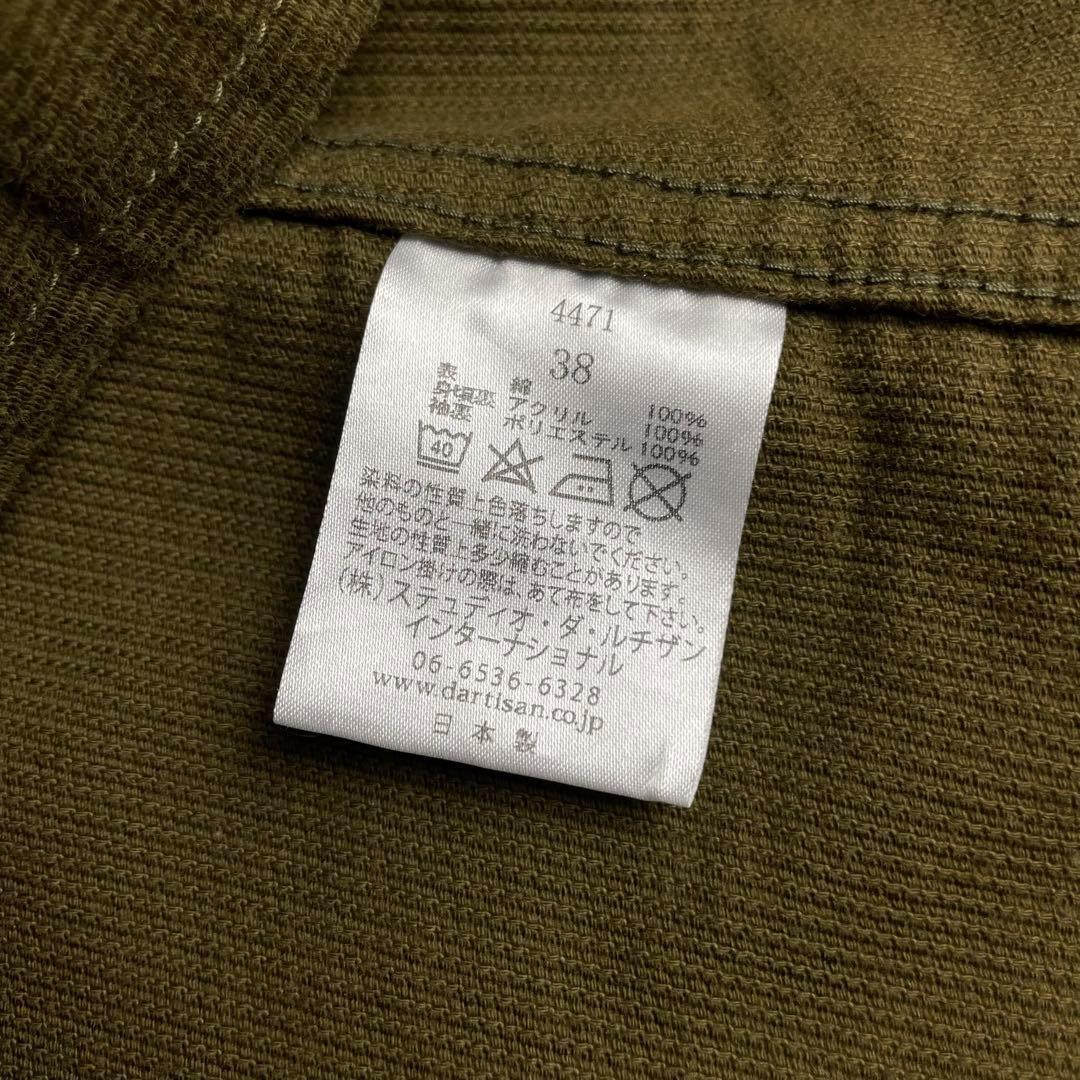 4471
38
表 綿 100%
身頃裏 アクリル 100%
袖裏 ポリエステル 100%
40
染料の性質上色落ちしますので
他のものと一緒に洗わないでください。
生地の性質上多少縮むことがあります。
アイロン掛けの際は、あて布をして下さい。
(株)ステュディオ・ダ・ルチザン
インターナショナル
06-6536-6328
www.dartisan.co.jp
日本製